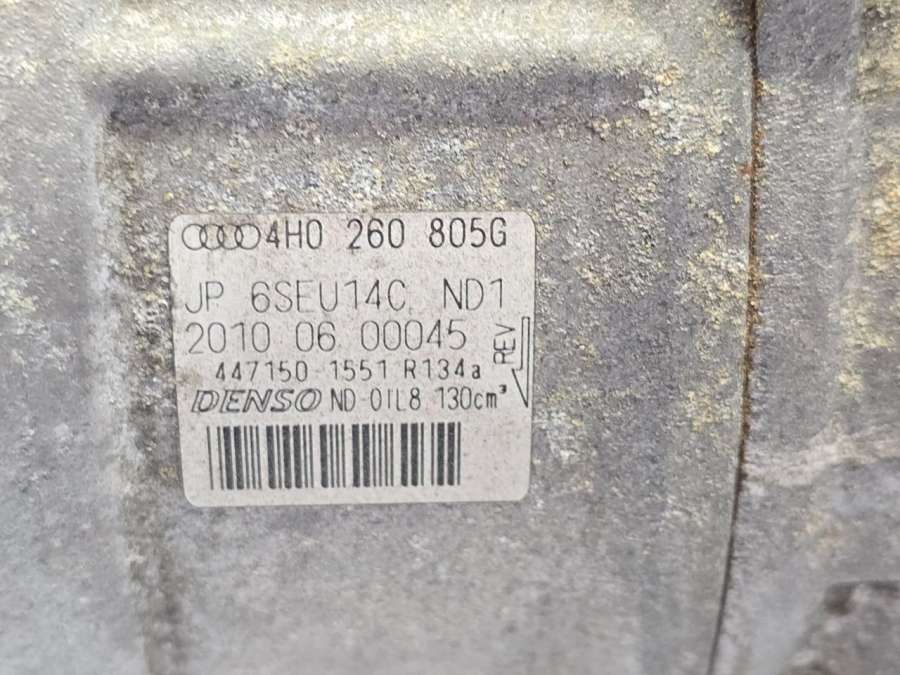 4H0 260 805G
JP 6SEU14C ND1
2010 06 00045
REV
447150 1551 R134a
DENSO ND-OIL8 130cm³